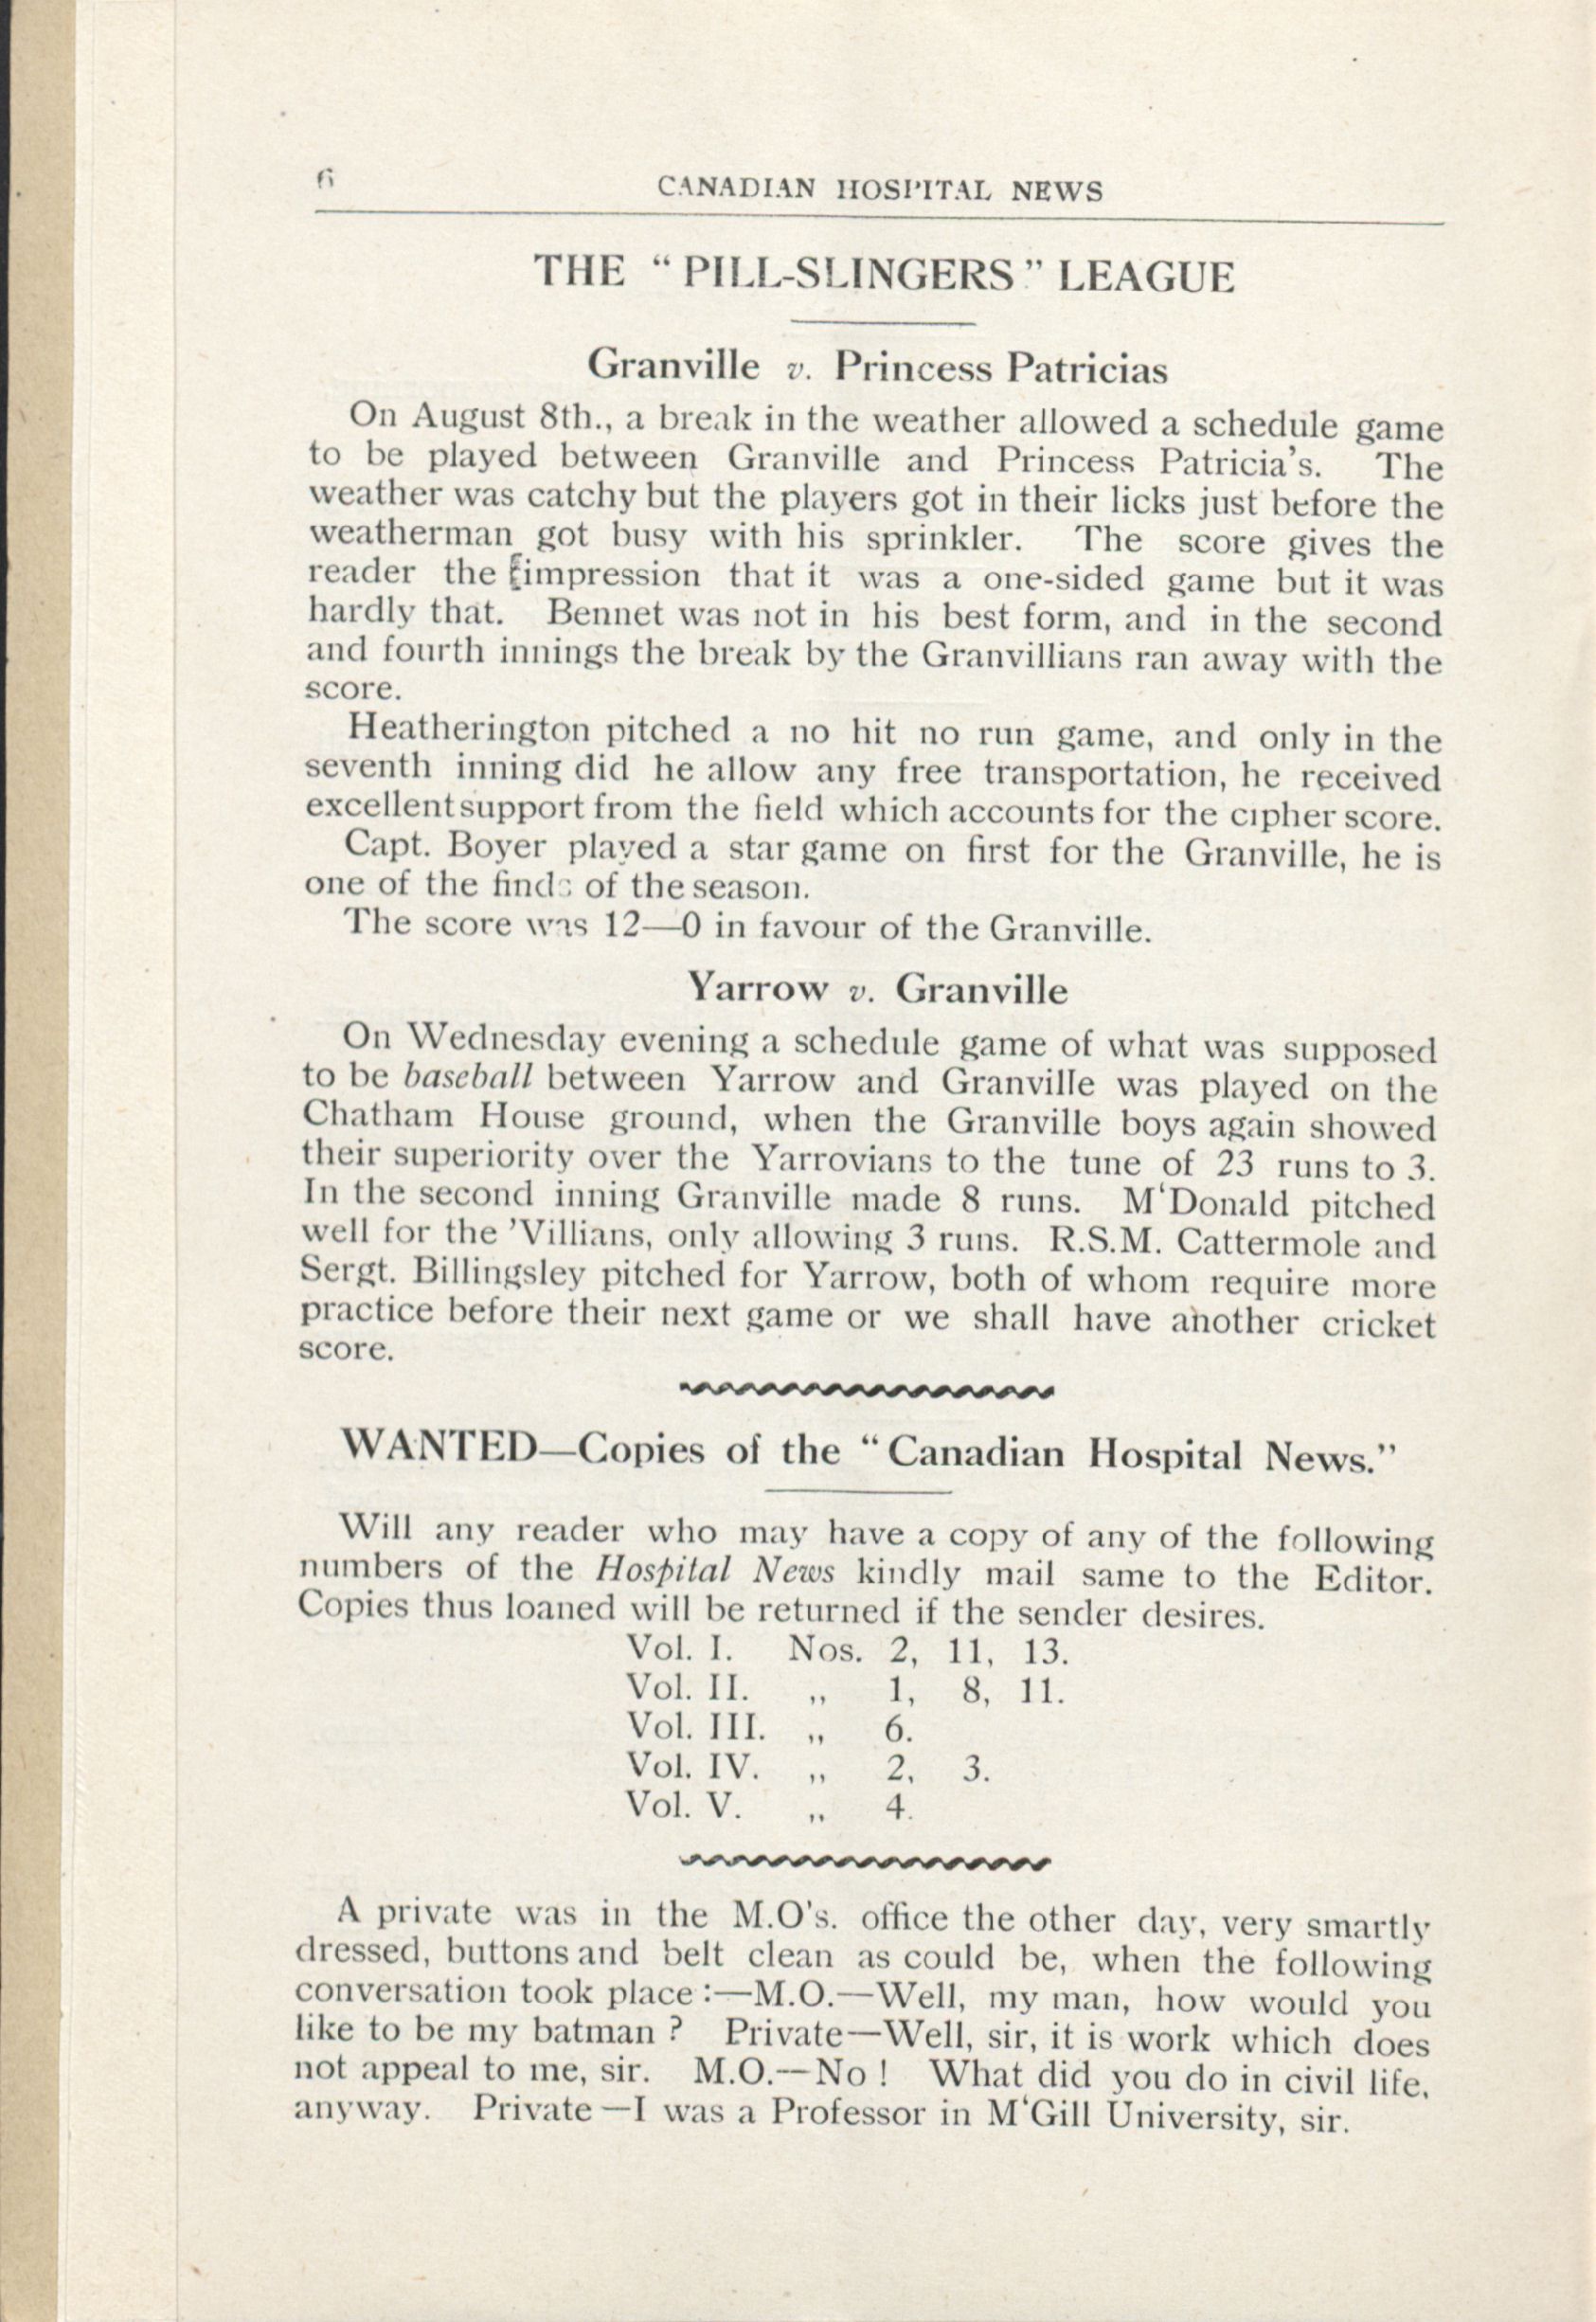 6
CANADIAN HOSPITAL NEWS
THE “ PILL-SLINGERS ” LEAGUE
Granville v. Princess Patricias
On August 8th., a break in the weather allowed a schedule game
to be played between Granville and Princess Patricia's. The
weather was catchy but the players got in their licks just before the
weatherman got busy with his sprinkler. The score gives the
reader the impression that it was a one-sided game but it was
hardly that. Bennet was not in his best form, and in the second
and fourth innings the break by the Granvillians ran away with the
score.
Heatherington pitched a no hit no run game, and only in the
seventh inning did he allow any free transportation, he received
excellent support from the field which accounts for the cipher score.
Capt. Boyer played a star game on first for the Granville, he is
one of the finds of the season.
The score was 12—0 in favour of the Granville.
Yarrow v. Granville
On Wednesday evening a schedule game of what was supposed
to be baseball between Yarrow and Granville was played on the
Chatham House ground, when the Granville boys again showed
their superiority over the Yarrovians to the tune of 23 runs to 3.
In the second inning Granville made 8 runs. M‘Donald pitched
well for the ’Villians, only allowing 3 runs. R.S.M. Cattermole and
Sergt. Billingsley pitched for Yarrow, both of whom require more
practice before their next game or we shall have another cricket
score.
WANTED—Copies of the “ Canadian Hospital News.”
Will any reader who may have a copy of any of the following
numbers of the Hospital News kindly mail same to the Editor.
Copies thus loaned will be returned if the sender desires.
Vol. I. Nos. 2, 11, 13.
Vol. II. ,, 1, 8, 11.
Vol. III. ,, 6.
Vol. IV. ,, 2, 3.
Vol. V. ,, 4.
A private was in the M.O's. office the other day, very smartly
dressed, buttons and belt clean as could be, when the following
conversation took place :—M.O.—Well, my man, how would you
like to be my batman ? Private—Well, sir, it is work which does
not appeal to me, sir. M.O.—No ! What did you do in civil life,
anyway. Private—I was a Professor in M‘Gill University, sir.